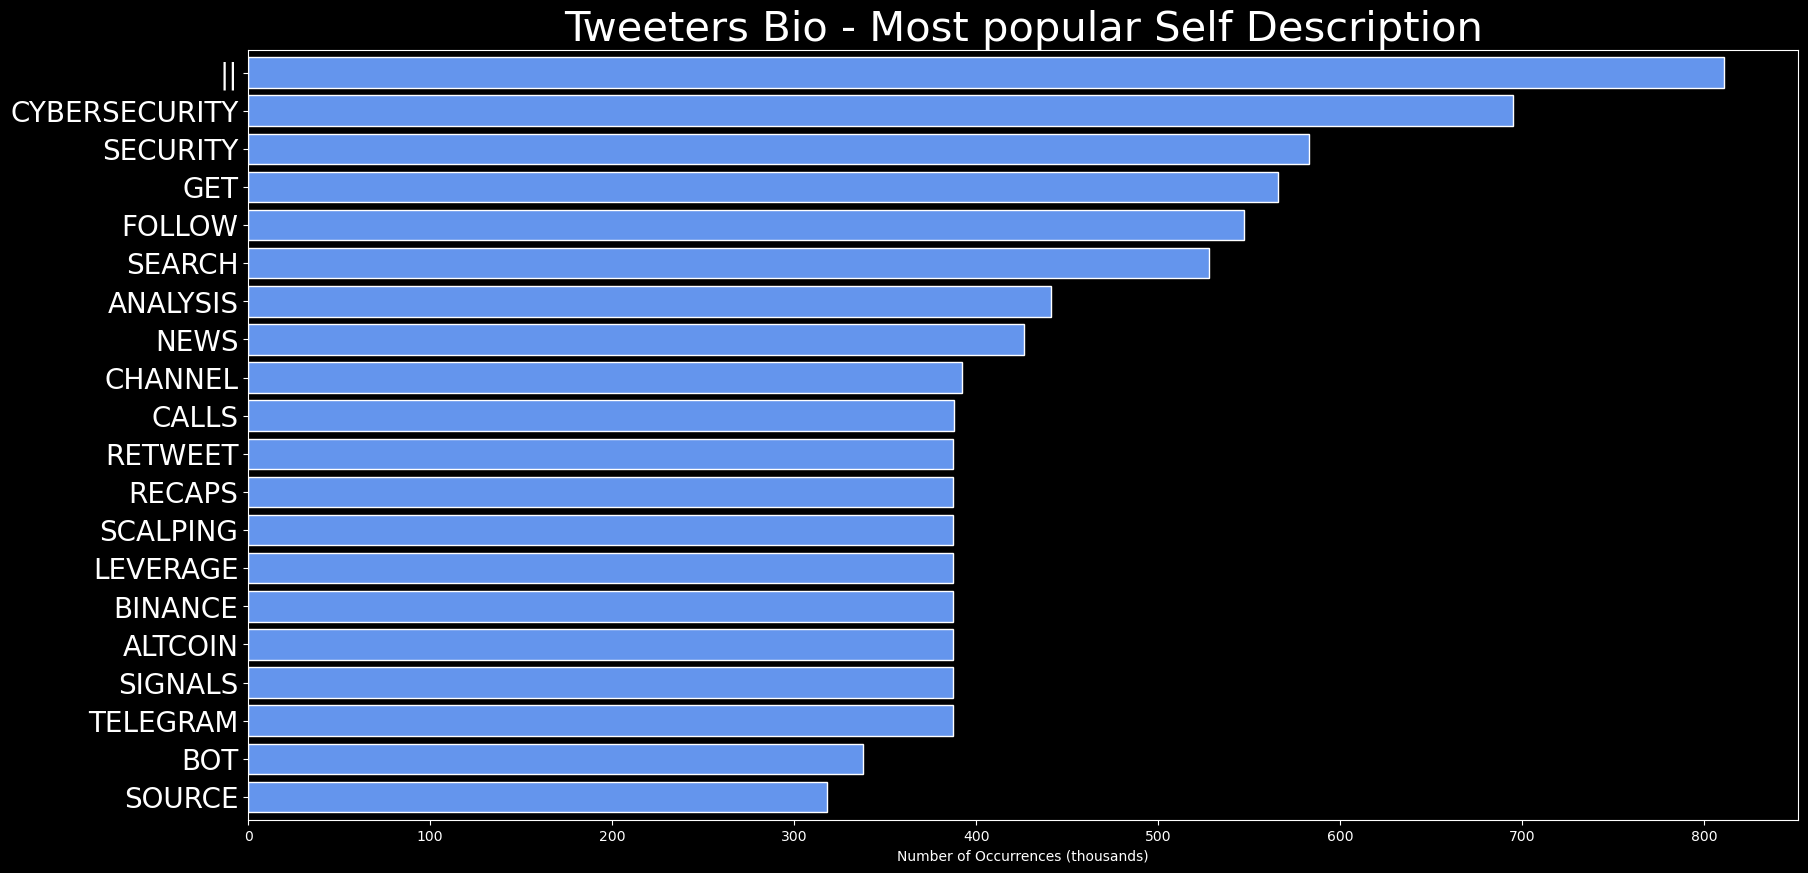 Tweeters Bio - Most popular Self Description
||
CYBERSECURITY
SECURITY
GET
FOLLOW
SEARCH
ANALYSIS
NEWS
CHANNEL
CALLS
RETWEET
RECAPS
SCALPING
LEVERAGE
BINANCE
ALTCOIN
SIGNALS
TELEGRAM
BOT
SOURCE
0 100 200 300 400 500 600 700 800
Number of Occurrences (thousands)